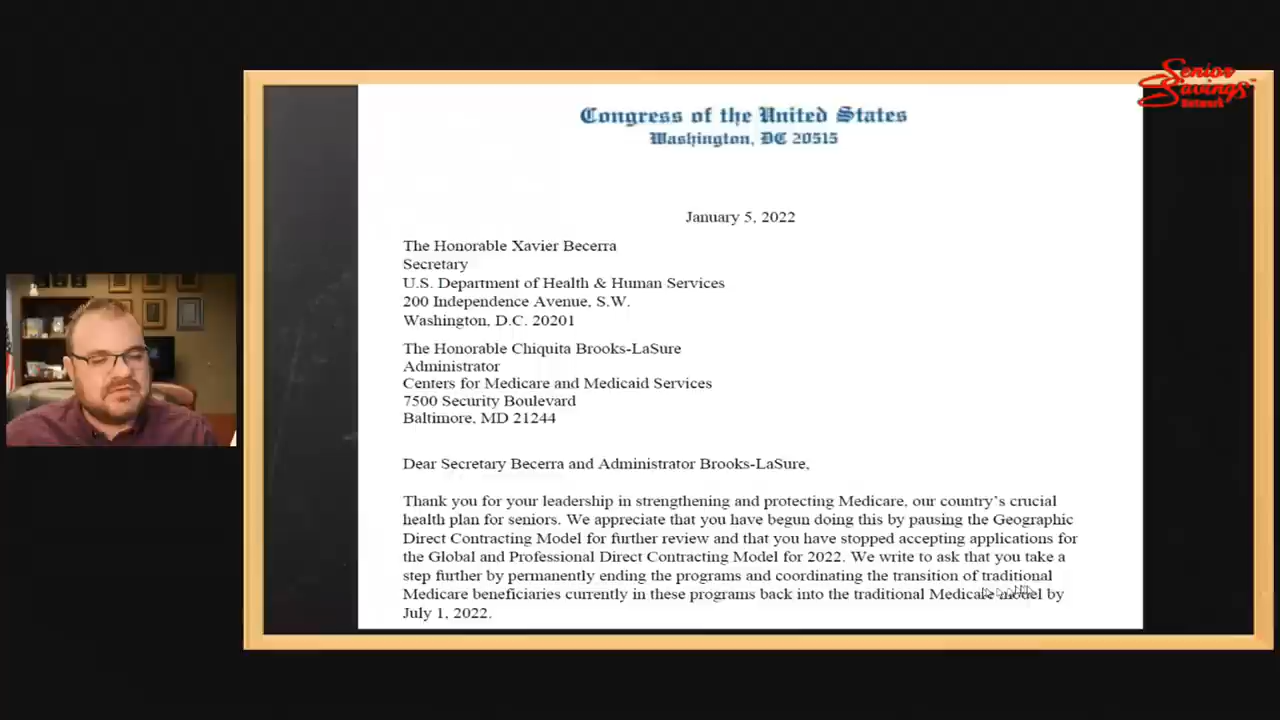 Senior
Savings™
Network
Congress of the United States
Washington, DC 20515
January 5, 2022
The Honorable Xavier Becerra
Secretary
U.S. Department of Health & Human Services
200 Independence Avenue, S.W.
Washington, D.C. 20201
The Honorable Chiquita Brooks-LaSure
Administrator
Centers for Medicare and Medicaid Services
7500 Security Boulevard
Baltimore, MD 21244
Dear Secretary Becerra and Administrator Brooks-LaSure,
Thank you for your leadership in strengthening and protecting Medicare, our country's crucial
health plan for seniors. We appreciate that you have begun doing this by pausing the Geographic
Direct Contracting Model for further review and that you have stopped accepting applications for
the Global and Professional Direct Contracting Model for 2022. We write to ask that you take a
step further by permanently ending the programs and coordinating the transition of traditional
Medicare beneficiaries currently in these programs back into the traditional Medicare model by
July 1, 2022.